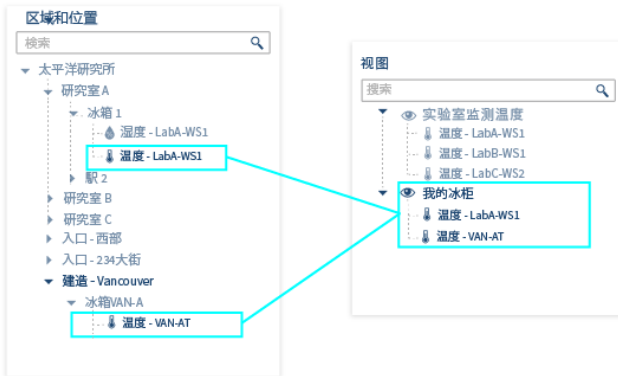 区域和位置
检索
太平洋研究所
研究室 A
冰箱 1
湿度 - LabA-WS1
温度 - LabA-WS1
駅 2
研究室 B
研究室 C
入口 - 西部
入口 - 234大街
建造 - Vancouver
冰箱VAN-A
温度 - VAN-AT
视图
搜索
实验室监测温度
温度 - LabA-WS1
温度 - LabB-WS1
温度 - LabC-WS2
我的冰柜
温度 - LabA-WS1
温度 - VAN-AT